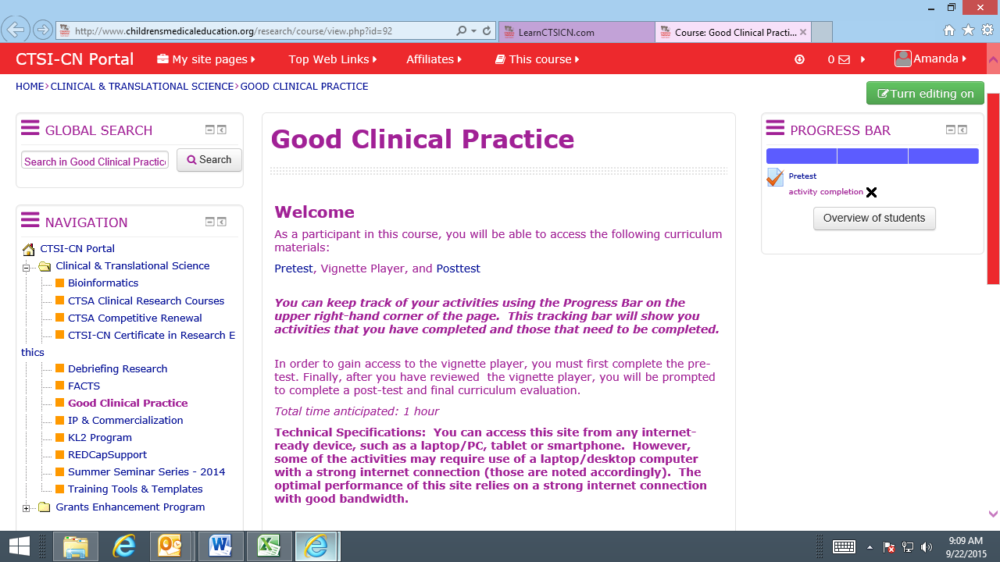 http://www.childrensmedicaleducation.org/research/course/view.php?id=92
LearnCTSICN.com
Course: Good Clinical Practi...
CTSI-CN Portal
My site pages
Top Web Links
Affiliates
This course
0
Amanda
HOME CLINICAL & TRANSLATIONAL SCIENCE GOOD CLINICAL PRACTICE
Turn editing on
GLOBAL SEARCH
Search in Good Clinical Practice
Search
NAVIGATION
CTSI-CN Portal
Clinical & Translational Science
Bioinformatics
CTSA Clinical Research Courses
CTSA Competitive Renewal
CTSI-CN Certificate in Research E
thics
Debriefing Research
FACTS
Good Clinical Practice
IP & Commercialization
KL2 Program
REDCapSupport
Summer Seminar Series - 2014
Training Tools & Templates
Grants Enhancement Program
Good Clinical Practice
Welcome
As a participant in this course, you will be able to access the following curriculum
materials:
Pretest, Vignette Player, and Posttest
You can keep track of your activities using the Progress Bar on the
upper right-hand corner of the page.  This tracking bar will show you
activities that you have completed and those that need to be completed.
In order to gain access to the vignette player, you must first complete the pre-
test. Finally, after you have reviewed  the vignette player, you will be prompted
to complete a post-test and final curriculum evaluation.
Total time anticipated: 1 hour
Technical Specifications:  You can access this site from any internet-
ready device, such as a laptop/PC, tablet or smartphone.  However,
some of the activities may require use of a laptop/desktop computer
with a strong internet connection (those are noted accordingly).  The
optimal performance of this site relies on a strong internet connection
with good bandwidth.
PROGRESS BAR
Pretest
activity completion
Overview of students
9:09 AM
9/22/2015